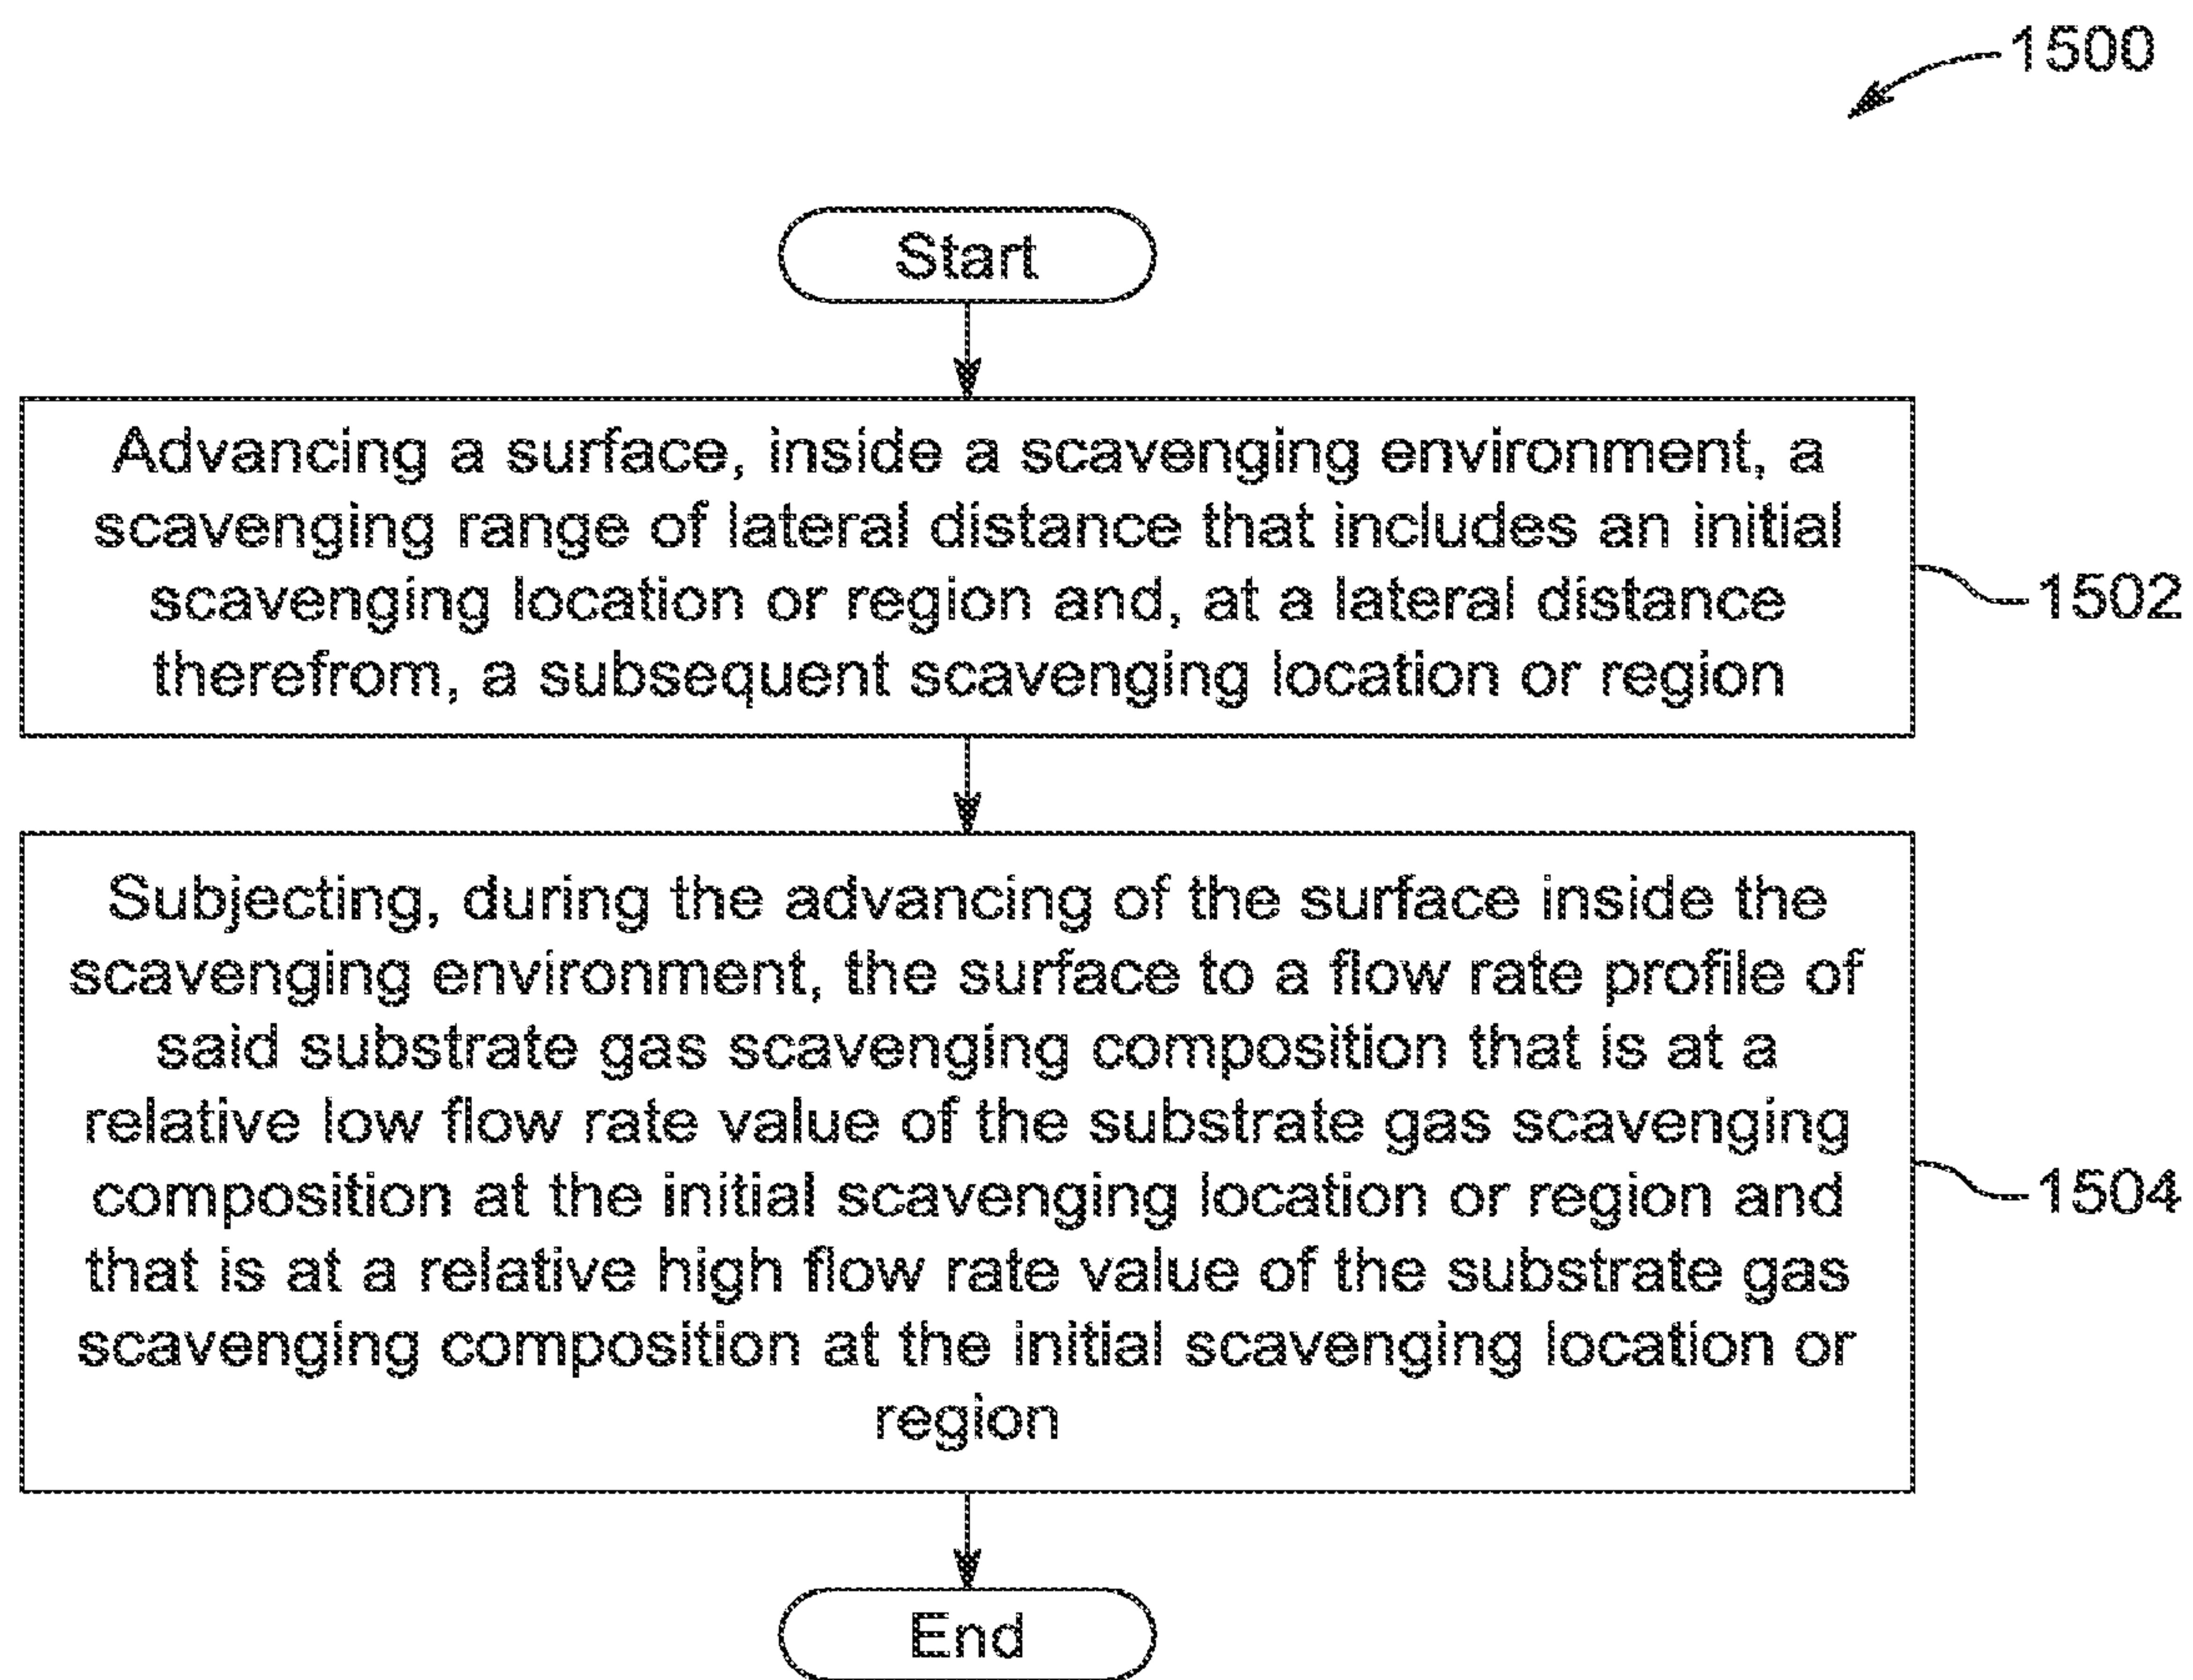 1500
Start
Advancing a surface, inside a scavenging environment, a
scavenging range of lateral distance that includes an initial
scavenging location or region and, at a lateral distance
therefrom, a subsequent scavenging location or region
1502
Subjecting, during the advancing of the surface inside the
scavenging environment, the surface to a flow rate profile of
said substrate gas scavenging composition that is at a
relative low flow rate value of the substrate gas scavenging
composition at the initial scavenging location or region and
that is at a relative high flow rate value of the substrate gas
scavenging composition at the initial scavenging location or
region
1504
End